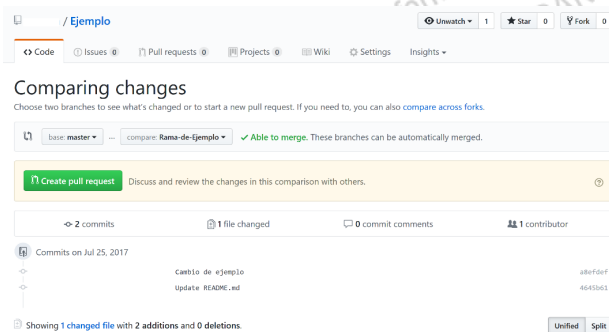 / Ejemplo
Unwatch 1 Star 0 Fork 0
Code Issues 0 Pull requests 0 Projects 0 Wiki Settings Insights
Comparing changes
Choose two branches to see what's changed or to start a new pull request. If you need to, you can also compare across forks.
base: master ... compare: Rama-de-Ejemplo ✓ Able to merge. These branches can be automatically merged.
Create pull request Discuss and review the changes in this comparison with others.
2 commits 1 file changed 0 commit comments 1 contributor
Commits on Jul 25, 2017
Cambio de ejemplo a8efdef
Update README.md 4645b61
Showing 1 changed file with 2 additions and 0 deletions. Unified Split